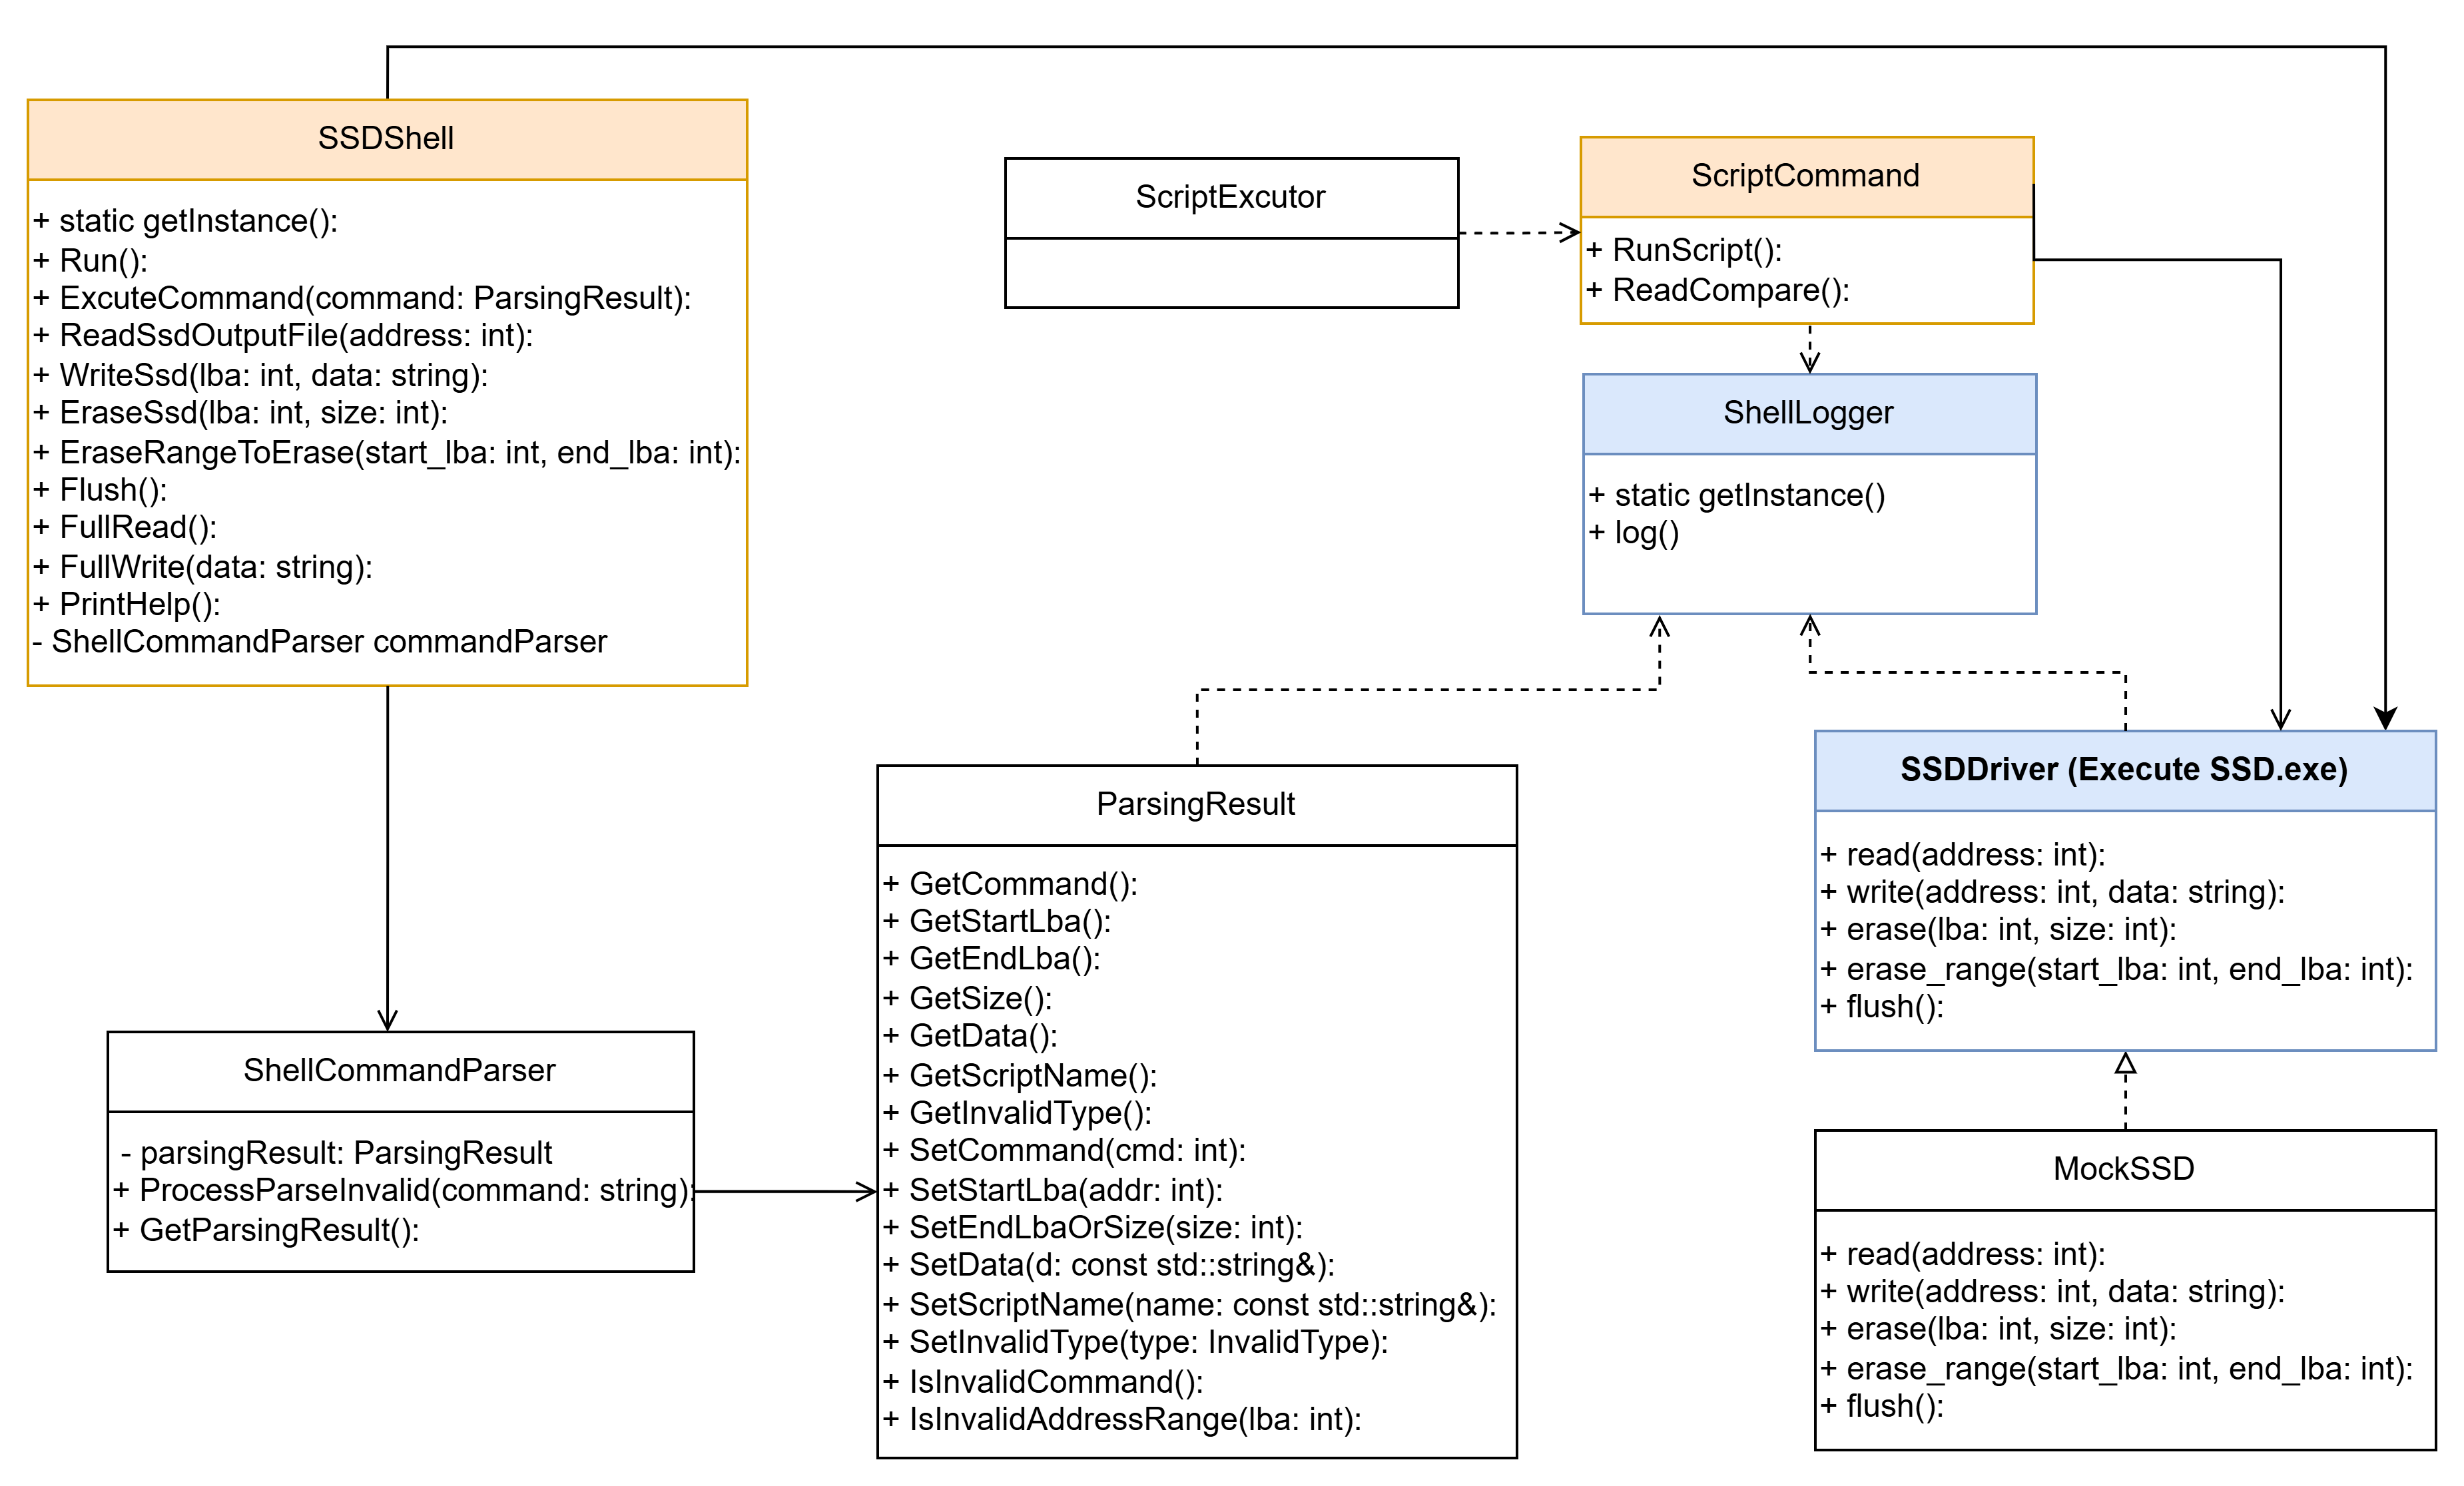 SSDShell
+ static getInstance():
+ Run():
+ ExcuteCommand(command: ParsingResult):
+ ReadSsdOutputFile(address: int):
+ WriteSsd(lba: int, data: string):
+ EraseSsd(lba: int, size: int):
+ EraseRangeToErase(start_lba: int, end_lba: int):
+ Flush():
+ FullRead():
+ FullWrite(data: string):
+ PrintHelp():
- ShellCommandParser commandParser
ScriptExcutor
ScriptCommand
+ RunScript():
+ ReadCompare():
ShellLogger
+ static getInstance()
+ log()
ShellCommandParser
- parsingResult: ParsingResult
+ ProcessParseInvalid(command: string):
+ GetParsingResult():
ParsingResult
+ GetCommand():
+ GetStartLba():
+ GetEndLba():
+ GetSize():
+ GetData():
+ GetScriptName():
+ GetInvalidType():
+ SetCommand(cmd: int):
+ SetStartLba(addr: int):
+ SetEndLbaOrSize(size: int):
+ SetData(d: const std::string&):
+ SetScriptName(name: const std::string&):
+ SetInvalidType(type: InvalidType):
+ IsInvalidCommand():
+ IsInvalidAddressRange(lba: int):
SSDDriver (Execute SSD.exe)
+ read(address: int):
+ write(address: int, data: string):
+ erase(lba: int, size: int):
+ erase_range(start_lba: int, end_lba: int):
+ flush():
MockSSD
+ read(address: int):
+ write(address: int, data: string):
+ erase(lba: int, size: int):
+ erase_range(start_lba: int, end_lba: int):
+ flush():